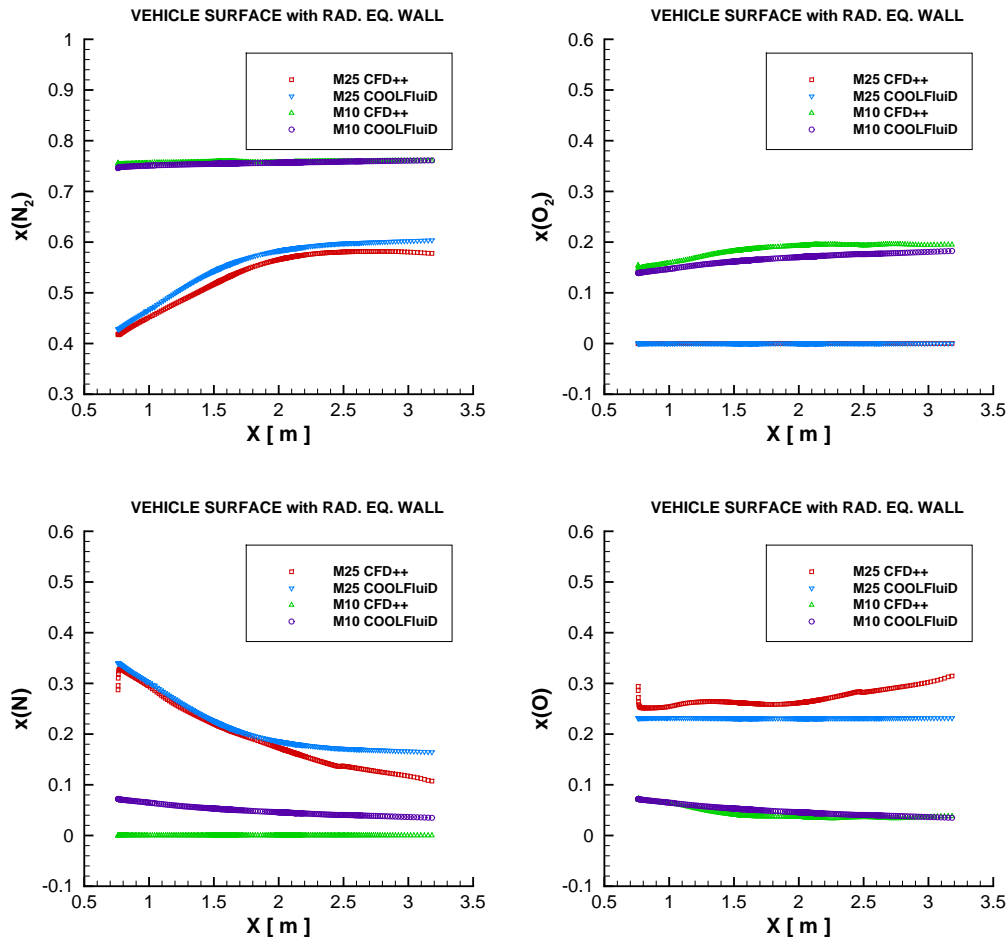 VEHICLE SURFACE with RAD. EQ. WALL
1
0.9
0.8
0.7
0.6
0.5
0.4
0.3
x(N2)
M25 CFD++
M25 COOLFluiD
M10 CFD++
M10 COOLFluiD
0.5 1 1.5 2 2.5 3 3.5
X [ m ]
VEHICLE SURFACE with RAD. EQ. WALL
0.6
0.5
0.4
0.3
0.2
0.1
0
-0.1
x(O2)
M25 CFD++
M25 COOLFluiD
M10 CFD++
M10 COOLFluiD
0.5 1 1.5 2 2.5 3 3.5
X [ m ]
VEHICLE SURFACE with RAD. EQ. WALL
0.6
0.5
0.4
0.3
0.2
0.1
0
-0.1
x(N)
M25 CFD++
M25 COOLFluiD
M10 CFD++
M10 COOLFluiD
0.5 1 1.5 2 2.5 3 3.5
X [ m ]
VEHICLE SURFACE with RAD. EQ. WALL
0.6
0.5
0.4
0.3
0.2
0.1
0
-0.1
x(O)
M25 CFD++
M25 COOLFluiD
M10 CFD++
M10 COOLFluiD
0.5 1 1.5 2 2.5 3 3.5
X [ m ]